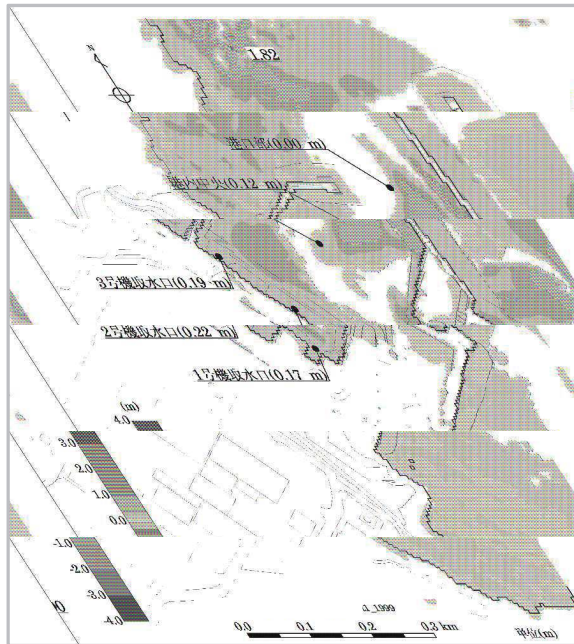 N
1.82
港口部(0.00 m)
港内中央(0.12 m)
3号機取水口(0.19 m)
2号機取水口(0.22 m)
1号機取水口(0.17 m)
(m)
4.0
3.0
2.0
1.0
0.0
-1.0
-2.0
-3.0
-4.0
0.0 0.1 0.2 0.3 km
単位(m)